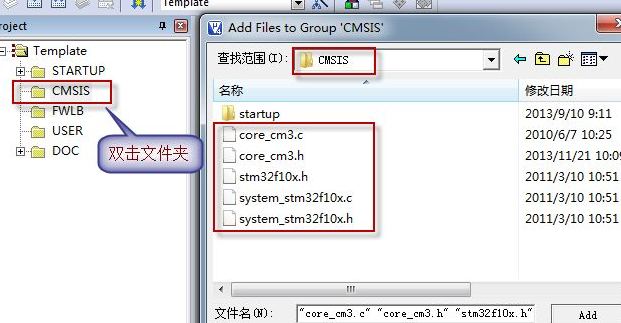 Template
Add Files to Group 'CMSIS'
Project
Template
STARTUP
CMSIS
FWLB
USER
DOC
双击文件夹
查找范围(I):
CMSIS
名称
修改日期
startup
2013/9/10 9:11
core_cm3.c
2010/6/7 10:25
core_cm3.h
2013/11/21 10:09
stm32f10x.h
2011/3/10 10:51
system_stm32f10x.c
2011/3/10 10:51
system_stm32f10x.h
2011/3/10 10:51
文件名(N):
"core_cm3.c" "core_cm3.h" "stm32f10x.h"
Add